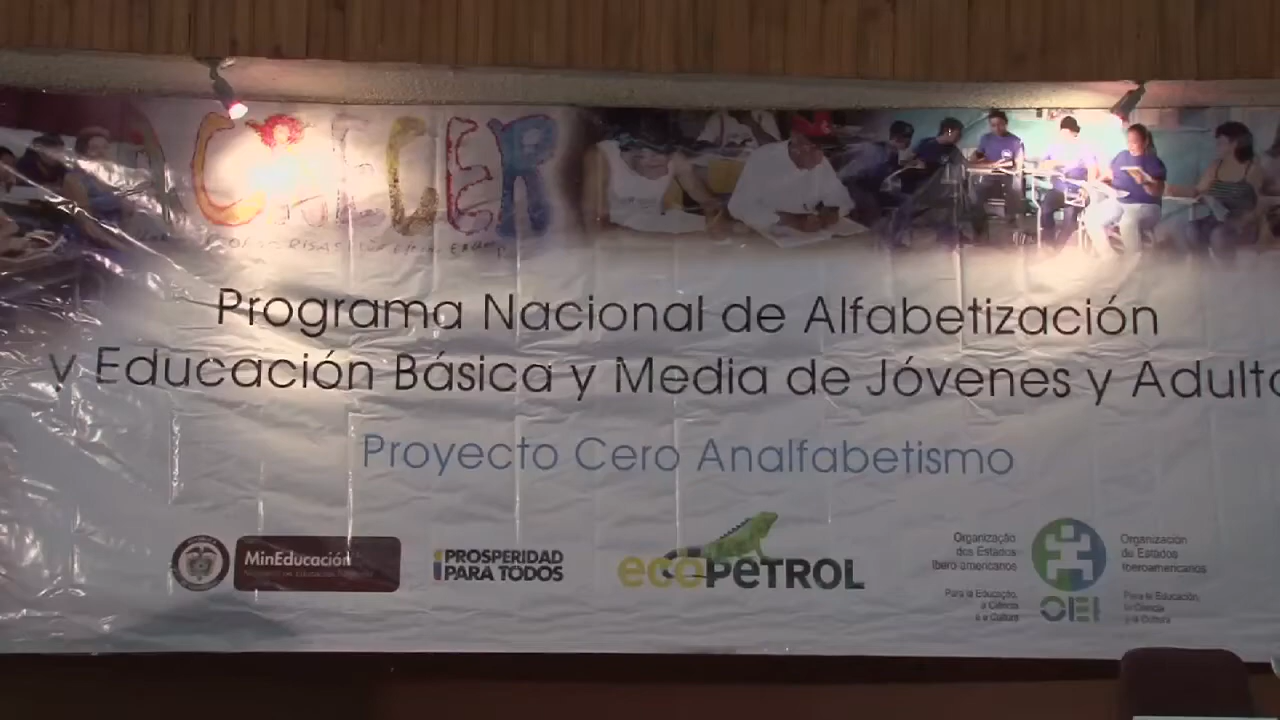 CRECER
Programa Nacional de Alfabetización
y Educación Básica y Media de Jóvenes y Adulto
Proyecto Cero Analfabetismo
MinEducación
PROSPERIDAD
PARA TODOS
ecopetrol
Organização
dos Estados
Ibero-americanos
Para la Educação,
a Ciência
e a Cultura
OEI
Organización
de Estados
Iberoamericanos
Para la Educación,
la Ciencia
y la Cultura